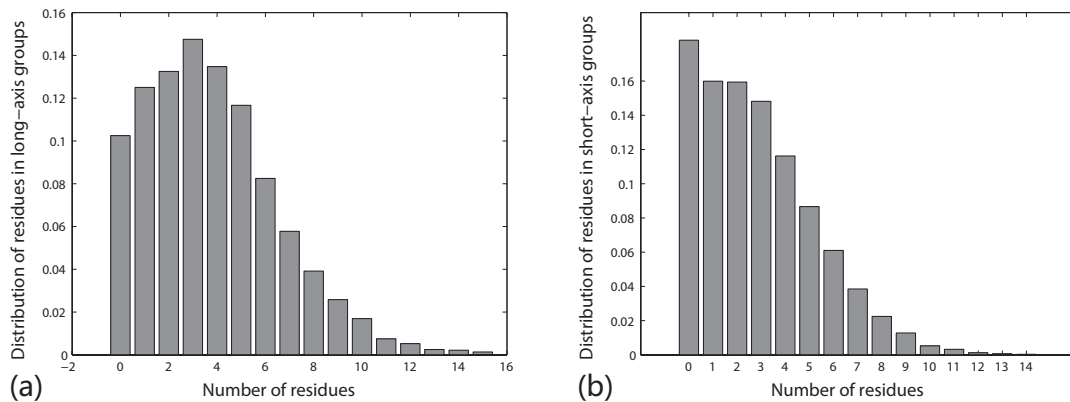 Distribution of residues in long−axis groups
0.16
0.14
0.12
0.1
0.08
0.06
0.04
0.02
0
−2 0 2 4 6 8 10 12 14 16
Number of residues
(a)
Distribution of residues in short−axis groups
0.16
0.14
0.12
0.1
0.08
0.06
0.04
0.02
0
0 1 2 3 4 5 6 7 8 9 10 11 12 13 14
Number of residues
(b)